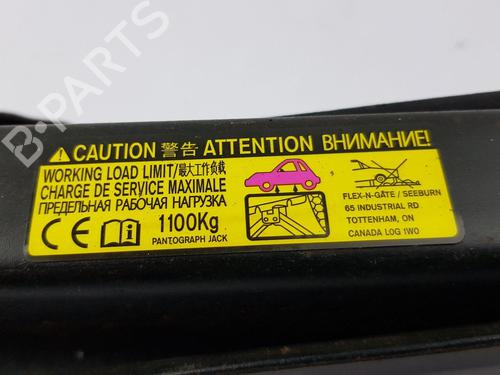 CAUTION 警告 ATTENTION ВНИМАНИЕ!
WORKING LOAD LIMIT/最大工作负载
CHARGE DE SERVICE MAXIMALE
ПРЕДЕЛЬНАЯ РАБОЧАЯ НАГРУЗКА
CE 1100Kg
PANTOGRAPH JACK
FLEX-N-GATE / SEEBURN
65 INDUSTRIAL RD
TOTTENHAM, ON
CANADA L0G 1W0
B-PARTS